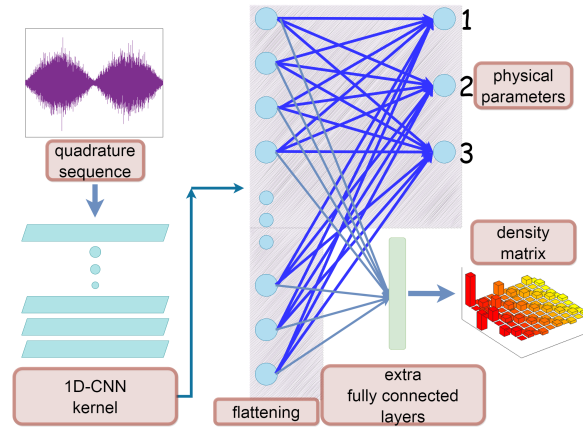 quadrature
sequence
1D-CNN
kernel
flattening
1
2
3
physical
parameters
density
matrix
extra
fully connected
layers